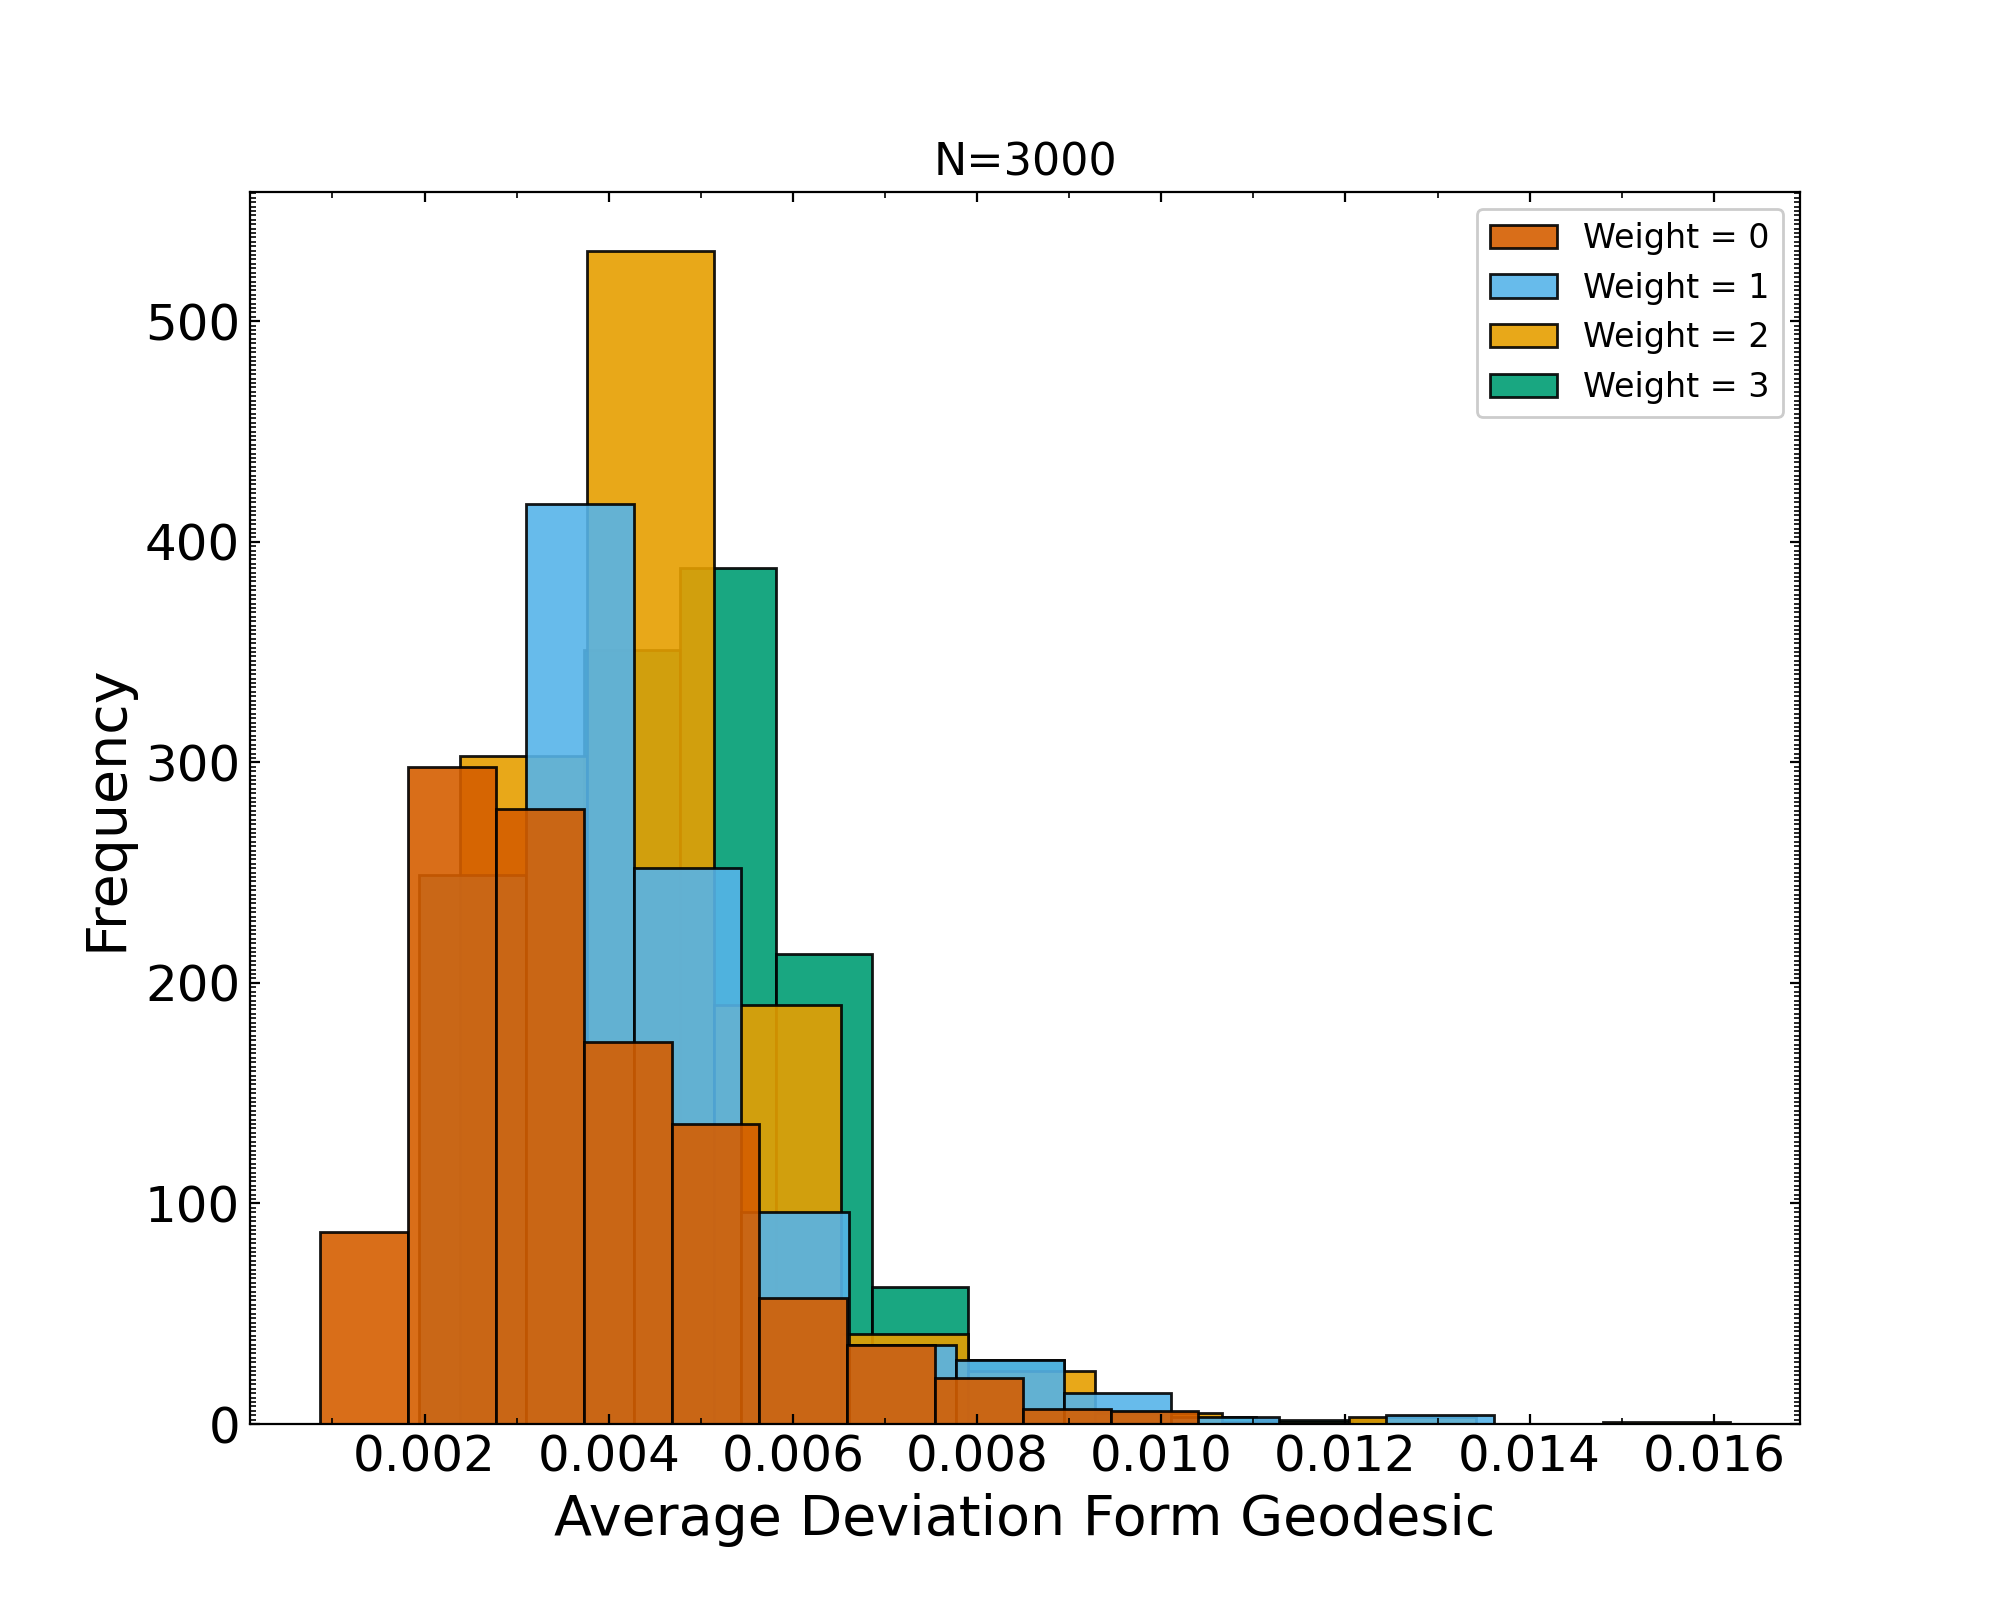 N=3000
Weight = 0
Weight = 1
Weight = 2
Weight = 3
500
400
300
200
100
0
Frequency
0.002 0.004 0.006 0.008 0.010 0.012 0.014 0.016
Average Deviation Form Geodesic